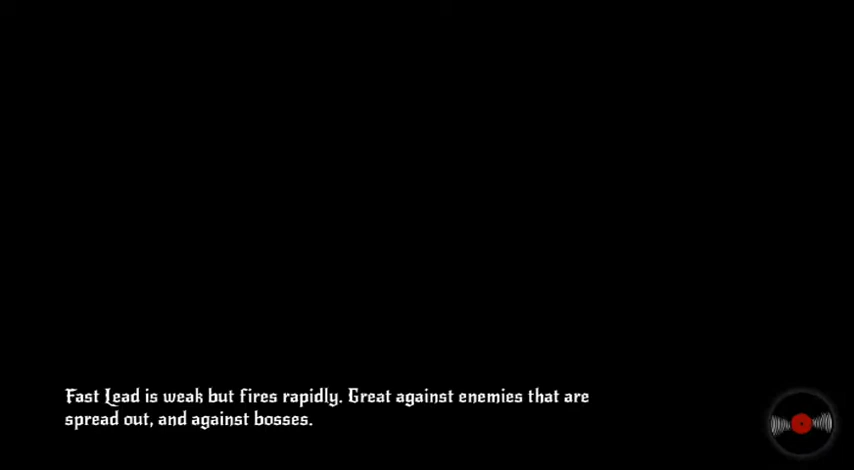 Fast Lead is weak but fires rapidly. Great against enemies that are
spread out, and against bosses.